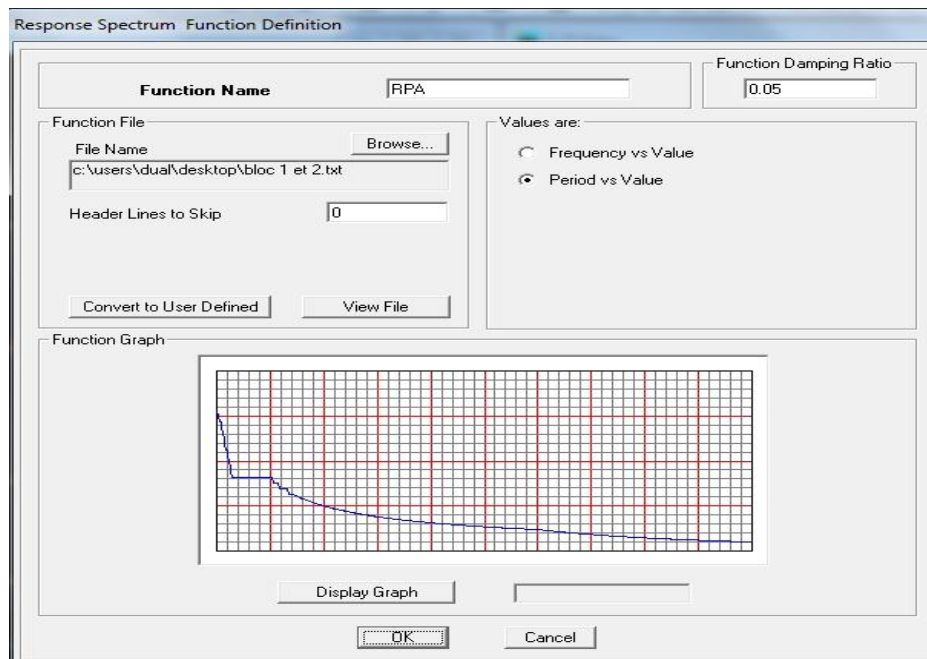 Response Spectrum Function Definition
Function Name
RPA
Function Damping Ratio
0.05
Function File
File Name
Browse...
c:\users\dual\desktop\bloc 1 et 2.txt
Header Lines to Skip
0
Convert to User Defined
View File
Values are:
Frequency vs Value
Period vs Value
Function Graph
Display Graph
OK
Cancel